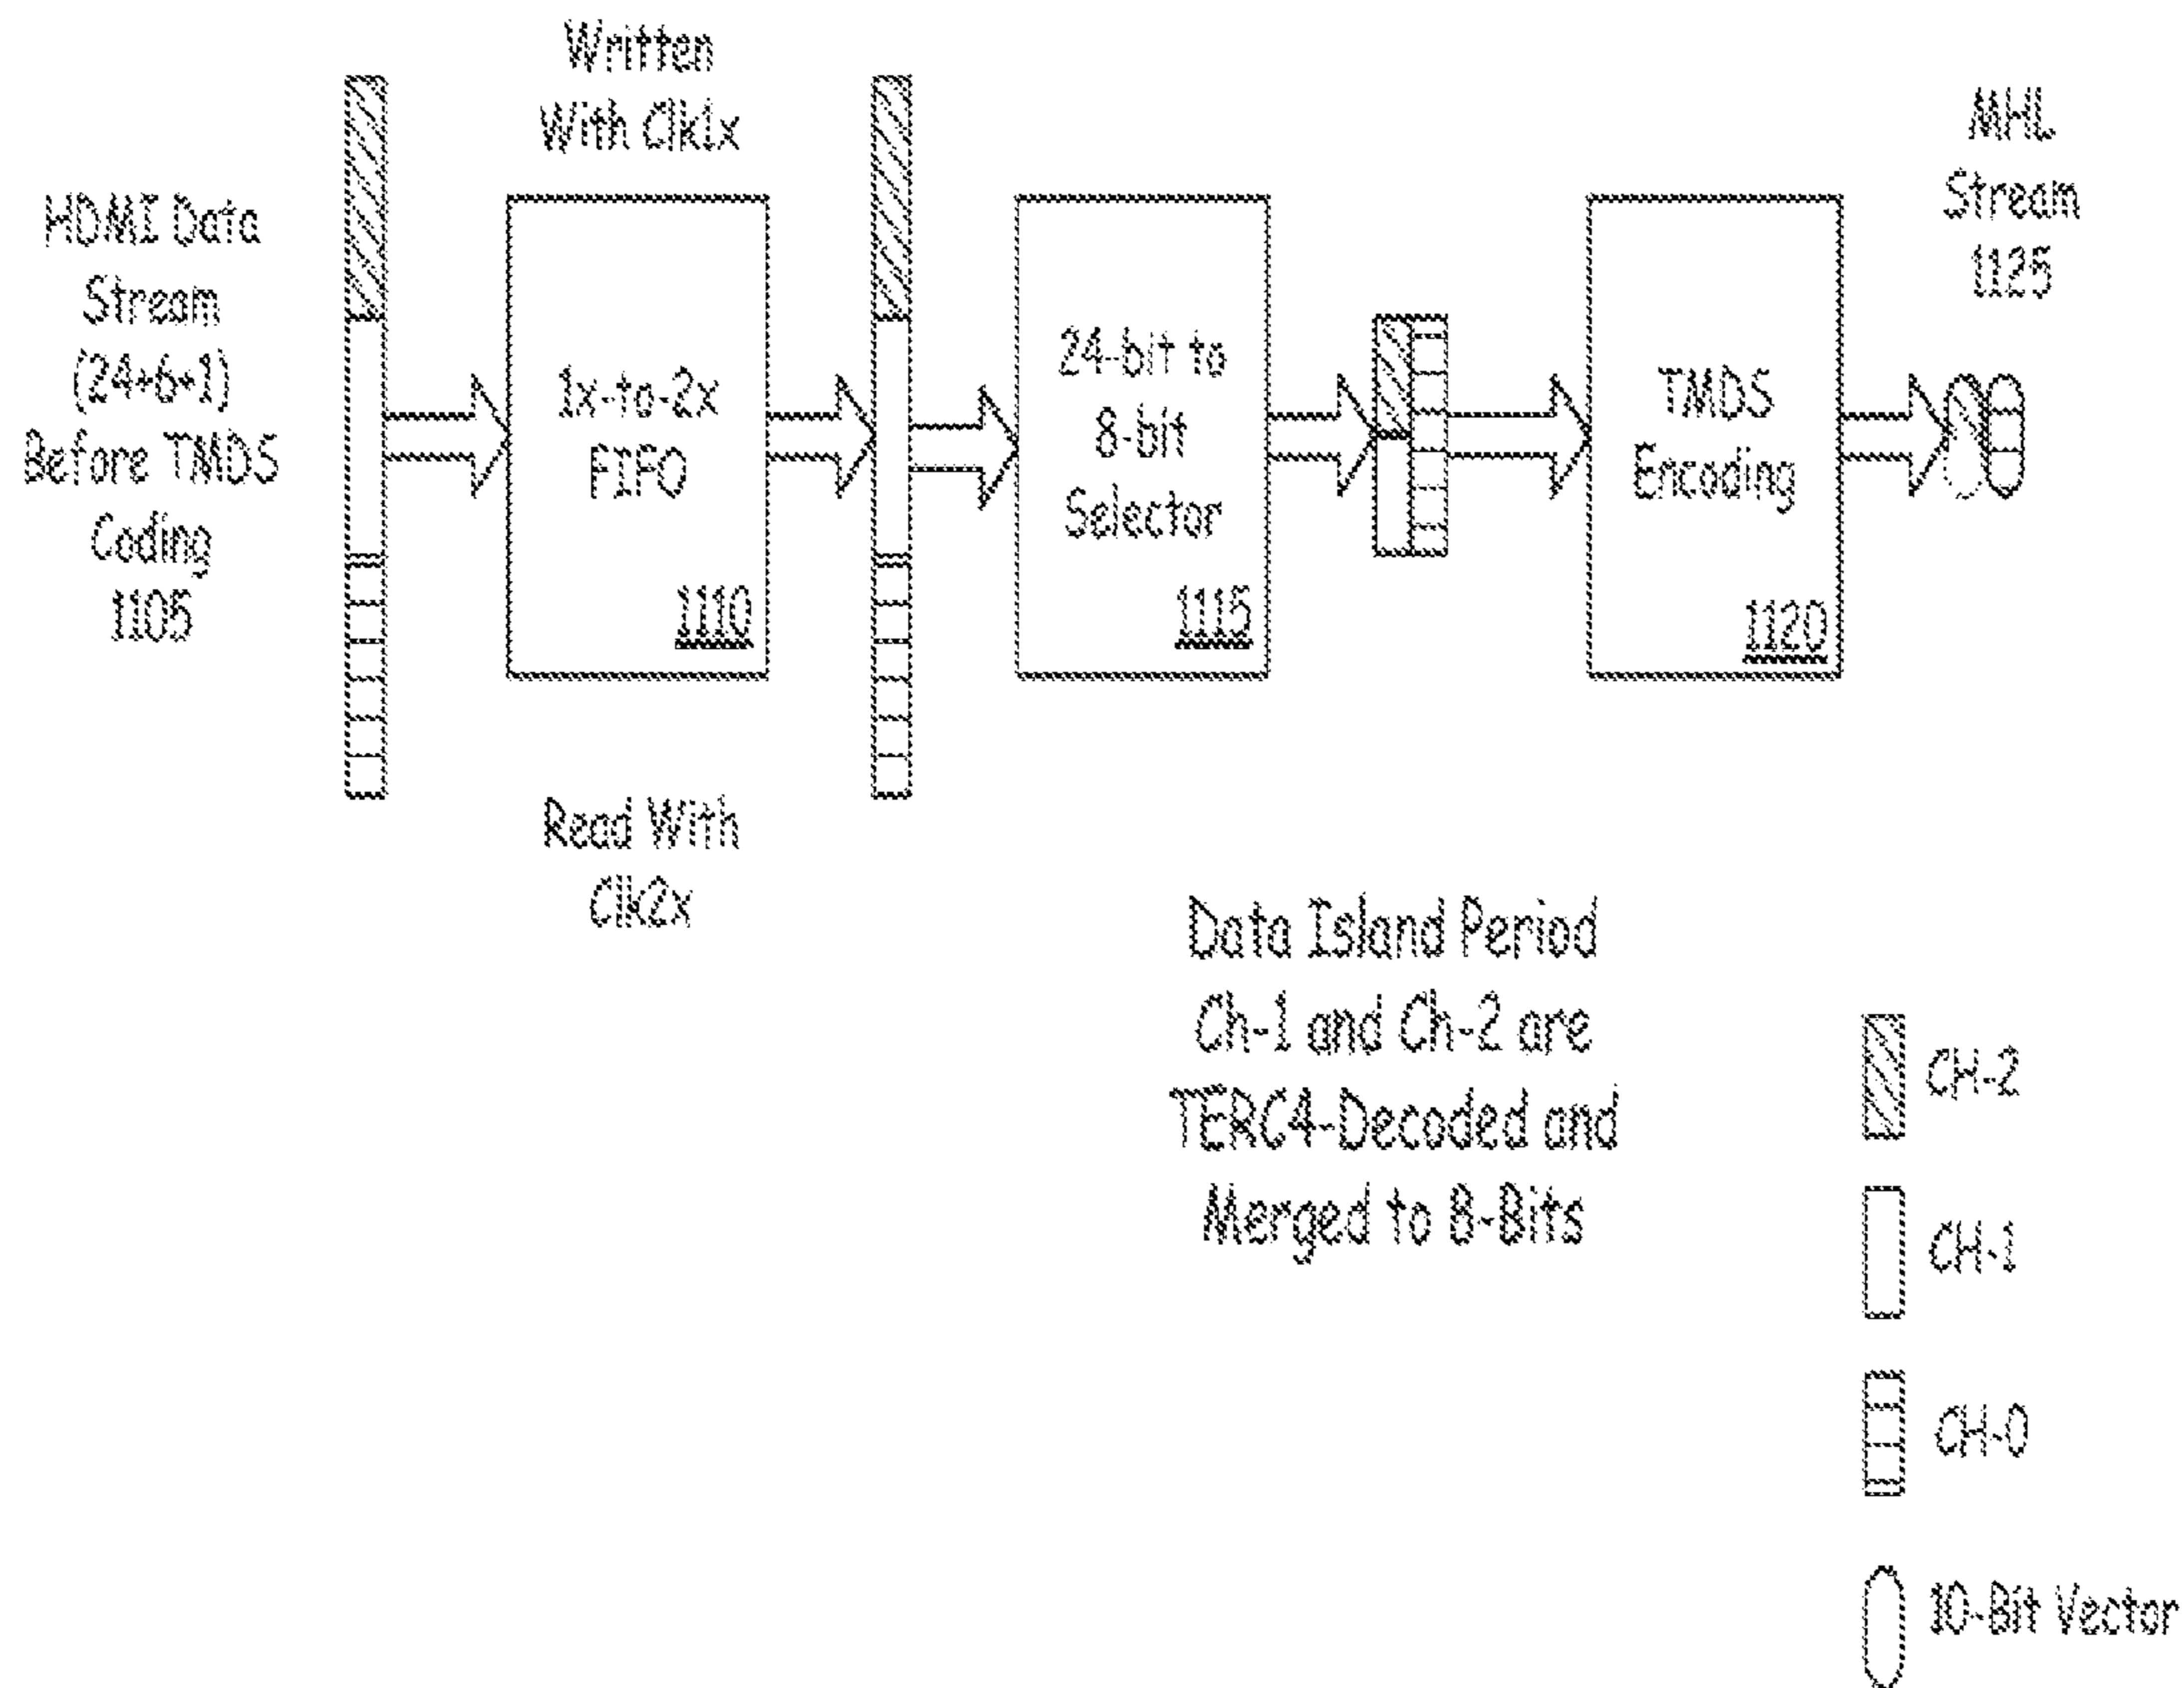 HDMI Data
Stream
(24+6+1)
Before TMDS
Coding
1105
Written
With Clk1x
1x-to-2x
FIFO
1110
Read With
Clk2x
24-bit to
8-bit
Selector
1115
TMDS
Encoding
1120
MHL
Stream
1125
Data Island Period
Ch-1 and Ch-2 are
TERC4-Decoded and
Merged to 8-Bits
CH-2
CH-1
CH-0
10-Bit Vector